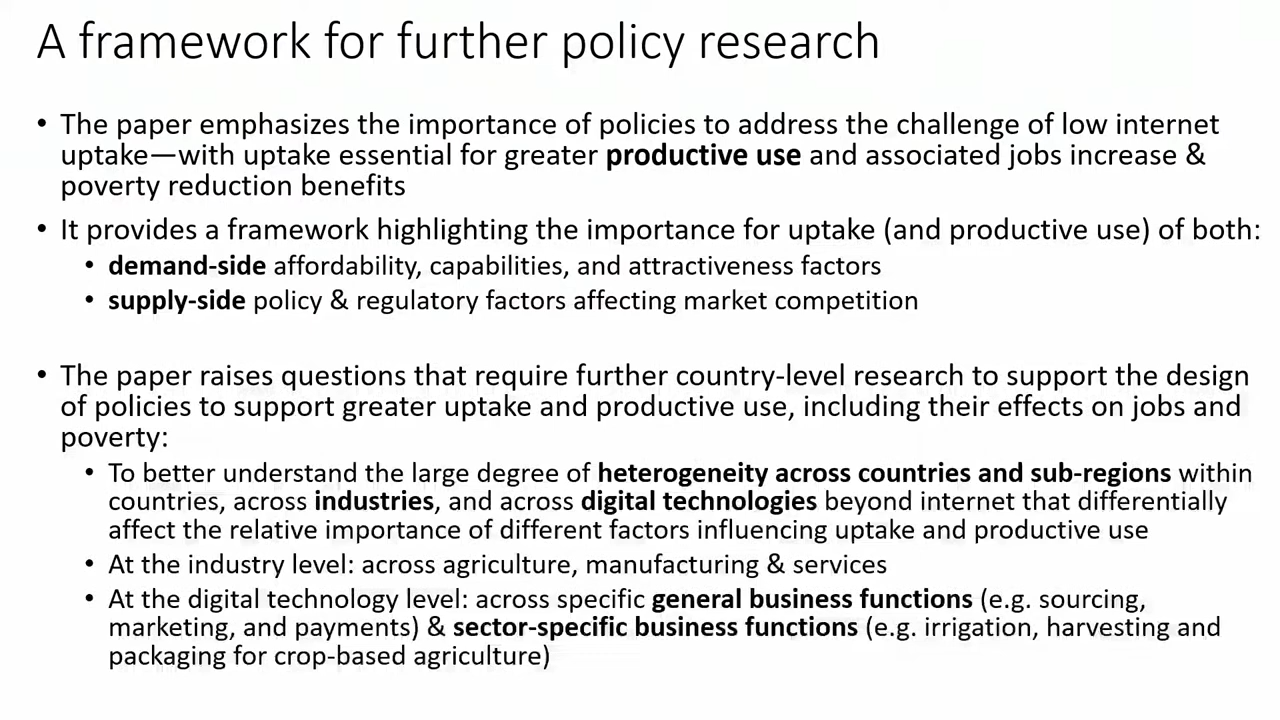 A framework for further policy research
• The paper emphasizes the importance of policies to address the challenge of low internet
uptake—with uptake essential for greater productive use and associated jobs increase &
poverty reduction benefits
• It provides a framework highlighting the importance for uptake (and productive use) of both:
• demand-side affordability, capabilities, and attractiveness factors
• supply-side policy & regulatory factors affecting market competition
• The paper raises questions that require further country-level research to support the design
of policies to support greater uptake and productive use, including their effects on jobs and
poverty:
• To better understand the large degree of heterogeneity across countries and sub-regions within
countries, across industries, and across digital technologies beyond internet that differentially
affect the relative importance of different factors influencing uptake and productive use
• At the industry level: across agriculture, manufacturing & services
• At the digital technology level: across specific general business functions (e.g. sourcing,
marketing, and payments) & sector-specific business functions (e.g. irrigation, harvesting and
packaging for crop-based agriculture)